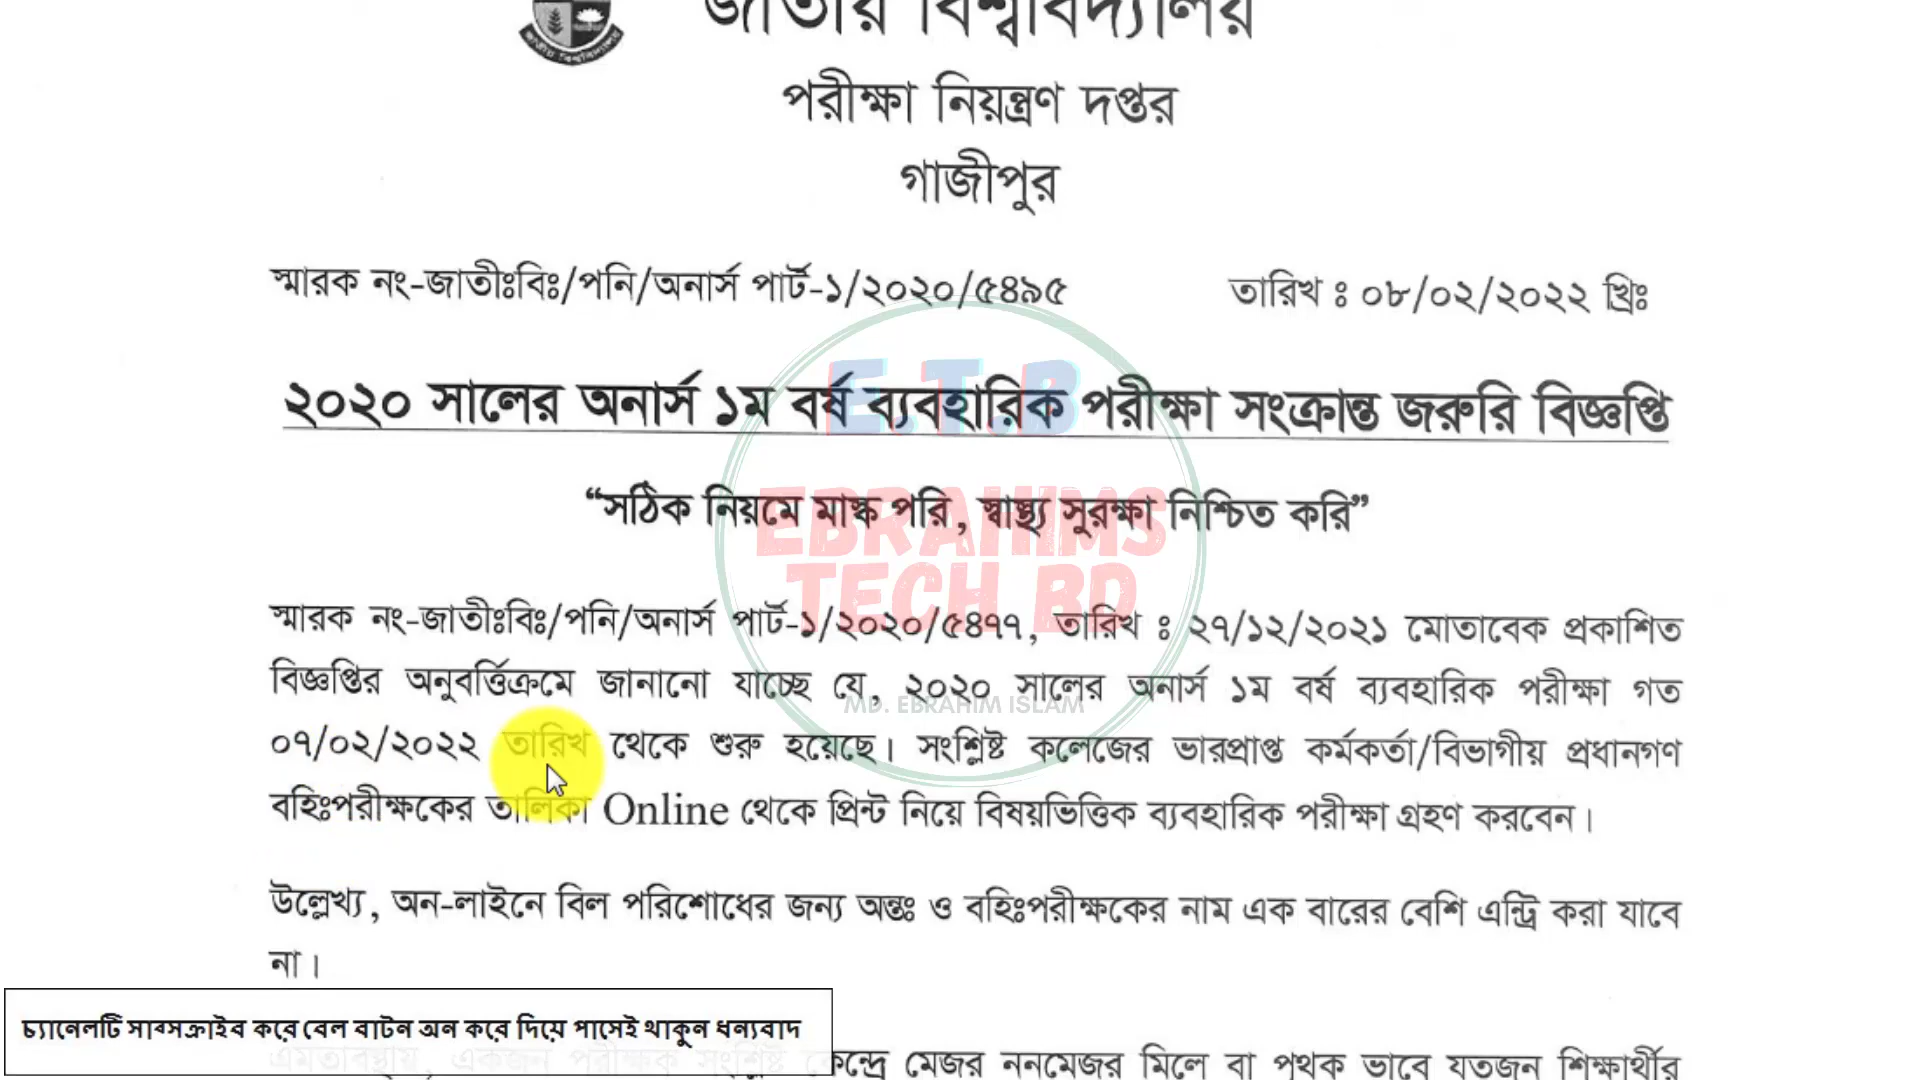 জাতীয় বিশ্ববিদ্যালয়
পরীক্ষা নিয়ন্ত্রণ দপ্তর
গাজীপুর
স্মারক নং-জাতীঃবিঃ/পনি/অনার্স পার্ট-১/২০২০/৫৪৯৫ তারিখ ঃ ০৮/০২/২০২২ খ্রিঃ
২০২০ সালের অনার্স ১ম বর্ষ ব্যবহারিক পরীক্ষা সংক্রান্ত জরুরি বিজ্ঞপ্তি
E.T.B
“সঠিক নিয়মে মাস্ক পরি, স্বাস্থ্য সুরক্ষা নিশ্চিত করি”
EBRAHIMS
TECH BD
স্মারক নং-জাতীঃবিঃ/পনি/অনার্স পার্ট-১/২০২০/৫৪৭৭, তারিখ ঃ ২৭/১২/২০২১ মোতাবেক প্রকাশিত
বিজ্ঞপ্তির অনুবর্ত্তিক্রমে জানানো যাচ্ছে যে, ২০২০ সালের অনার্স ১ম বর্ষ ব্যবহারিক পরীক্ষা গত
MD. EBRAHIM ISLAM
০৭/০২/২০২২ তারিখ থেকে শুরু হয়েছে। সংশ্লিষ্ট কলেজের ভারপ্রাপ্ত কর্মকর্তা/বিভাগীয় প্রধানগণ
বহিঃপরীক্ষকের তালিকা Online থেকে প্রিন্ট নিয়ে বিষয়ভিত্তিক ব্যবহারিক পরীক্ষা গ্রহণ করবেন।
উল্লেখ্য, অন-লাইনে বিল পরিশোধের জন্য অন্তঃ ও বহিঃপরীক্ষকের নাম এক বারের বেশি এন্ট্রি করা যাবে
না।
চ্যানেলটি সাবসক্রাইব করে বেল বাটন অন করে দিয়ে পাসেই থাকুন ধন্যবাদ
এমতাবস্থায়, একজন পরীক্ষক সংশ্লিষ্ট কেন্দ্রে মেজর ননমেজর মিলে বা পৃথক ভাবে যতজন শিক্ষার্থীর